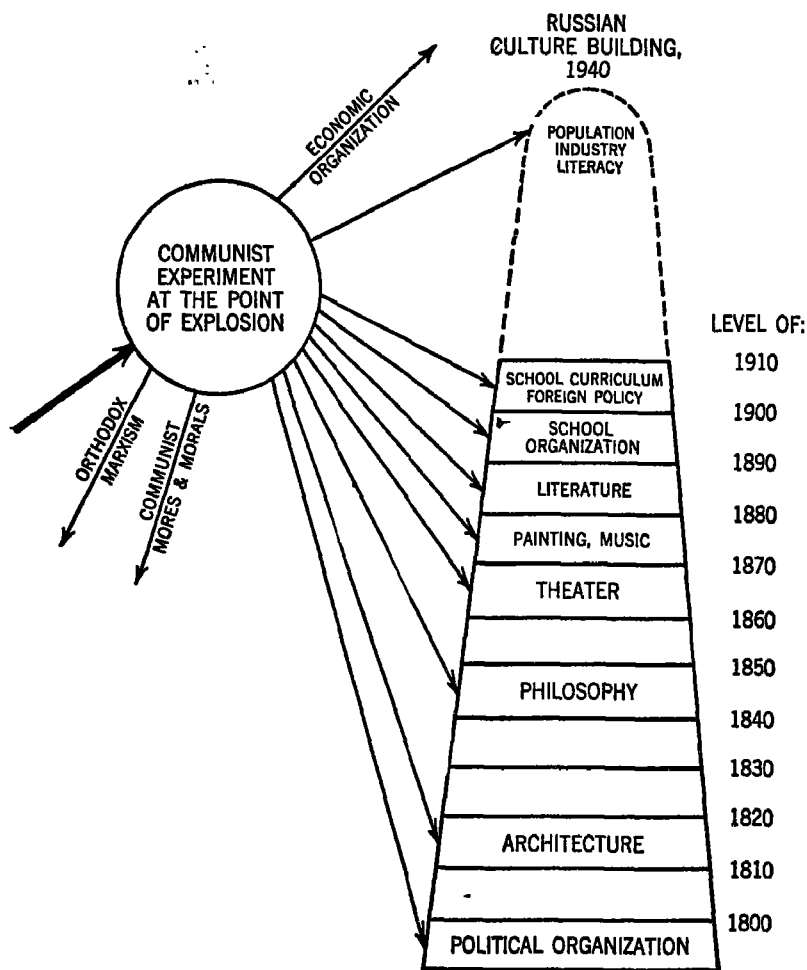 RUSSIAN
CULTURE BUILDING,
1940
ECONOMIC
ORGANIZATION
POPULATION
INDUSTRY
LITERACY
COMMUNIST
EXPERIMENT
AT THE POINT
OF EXPLOSION
ORTHODOX
MARXISM
COMMUNIST
MORES & MORALS
LEVEL OF:
1910
SCHOOL CURRICULUM
FOREIGN POLICY
1900
SCHOOL
ORGANIZATION
1890
LITERATURE
1880
PAINTING, MUSIC
1870
THEATER
1860
1850
PHILOSOPHY
1840
1830
1820
ARCHITECTURE
1810
1800
POLITICAL ORGANIZATION